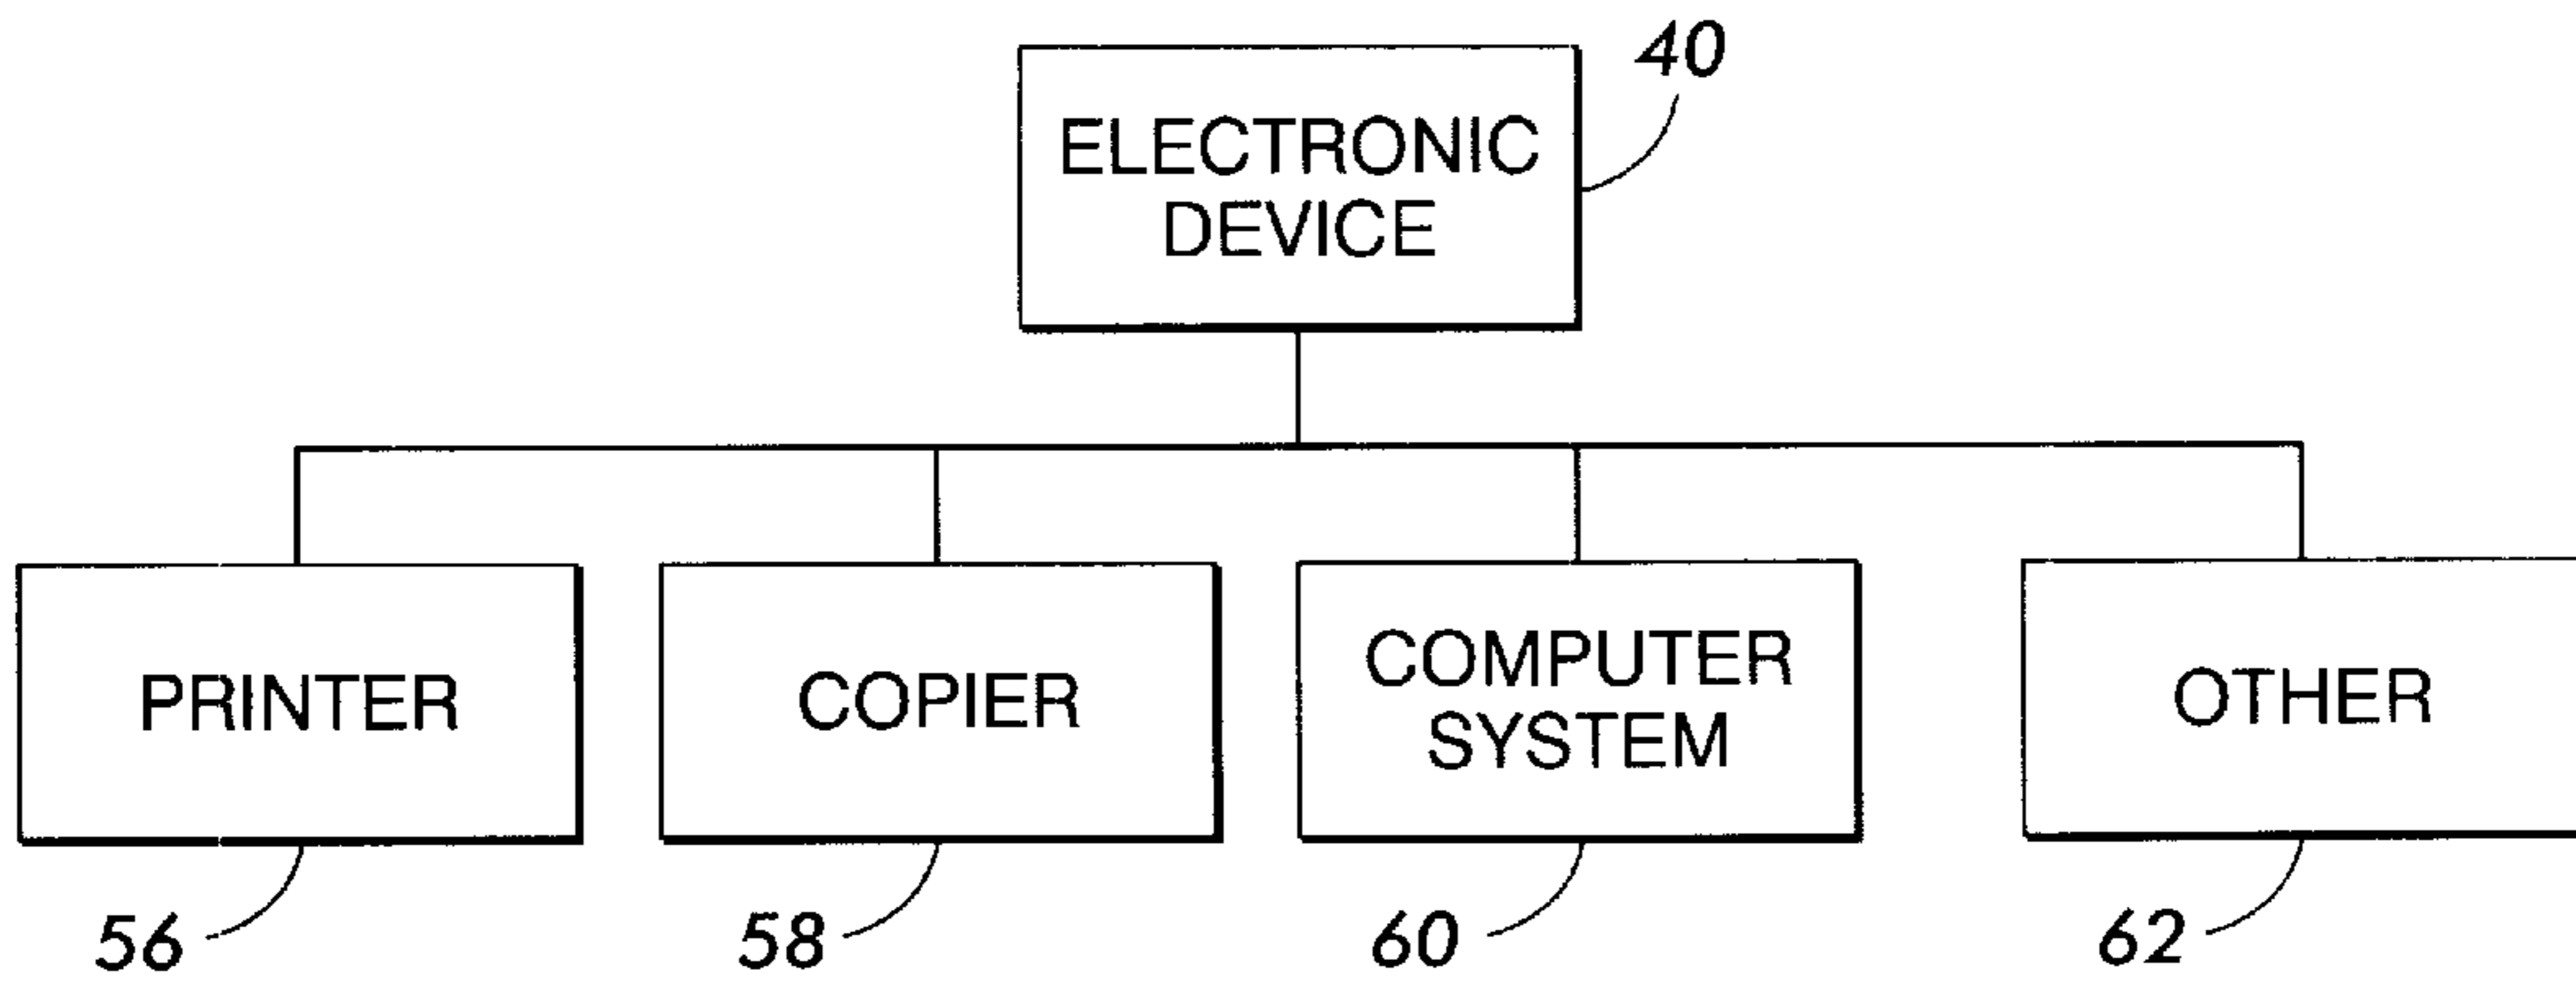 40
ELECTRONIC
DEVICE
PRINTER
COPIER
COMPUTER
SYSTEM
OTHER
56
58
60
62